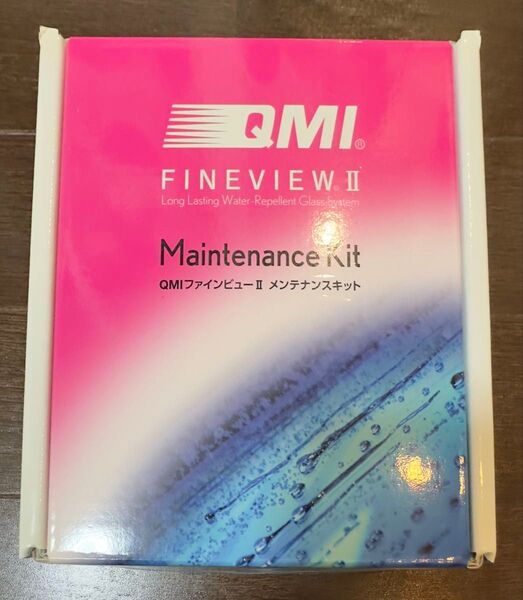 QMI®
FINEVIEW® II
Long Lasting Water-Repellent Glass System
Maintenance Kit
QMIファインビューⅡ メンテナンスキット